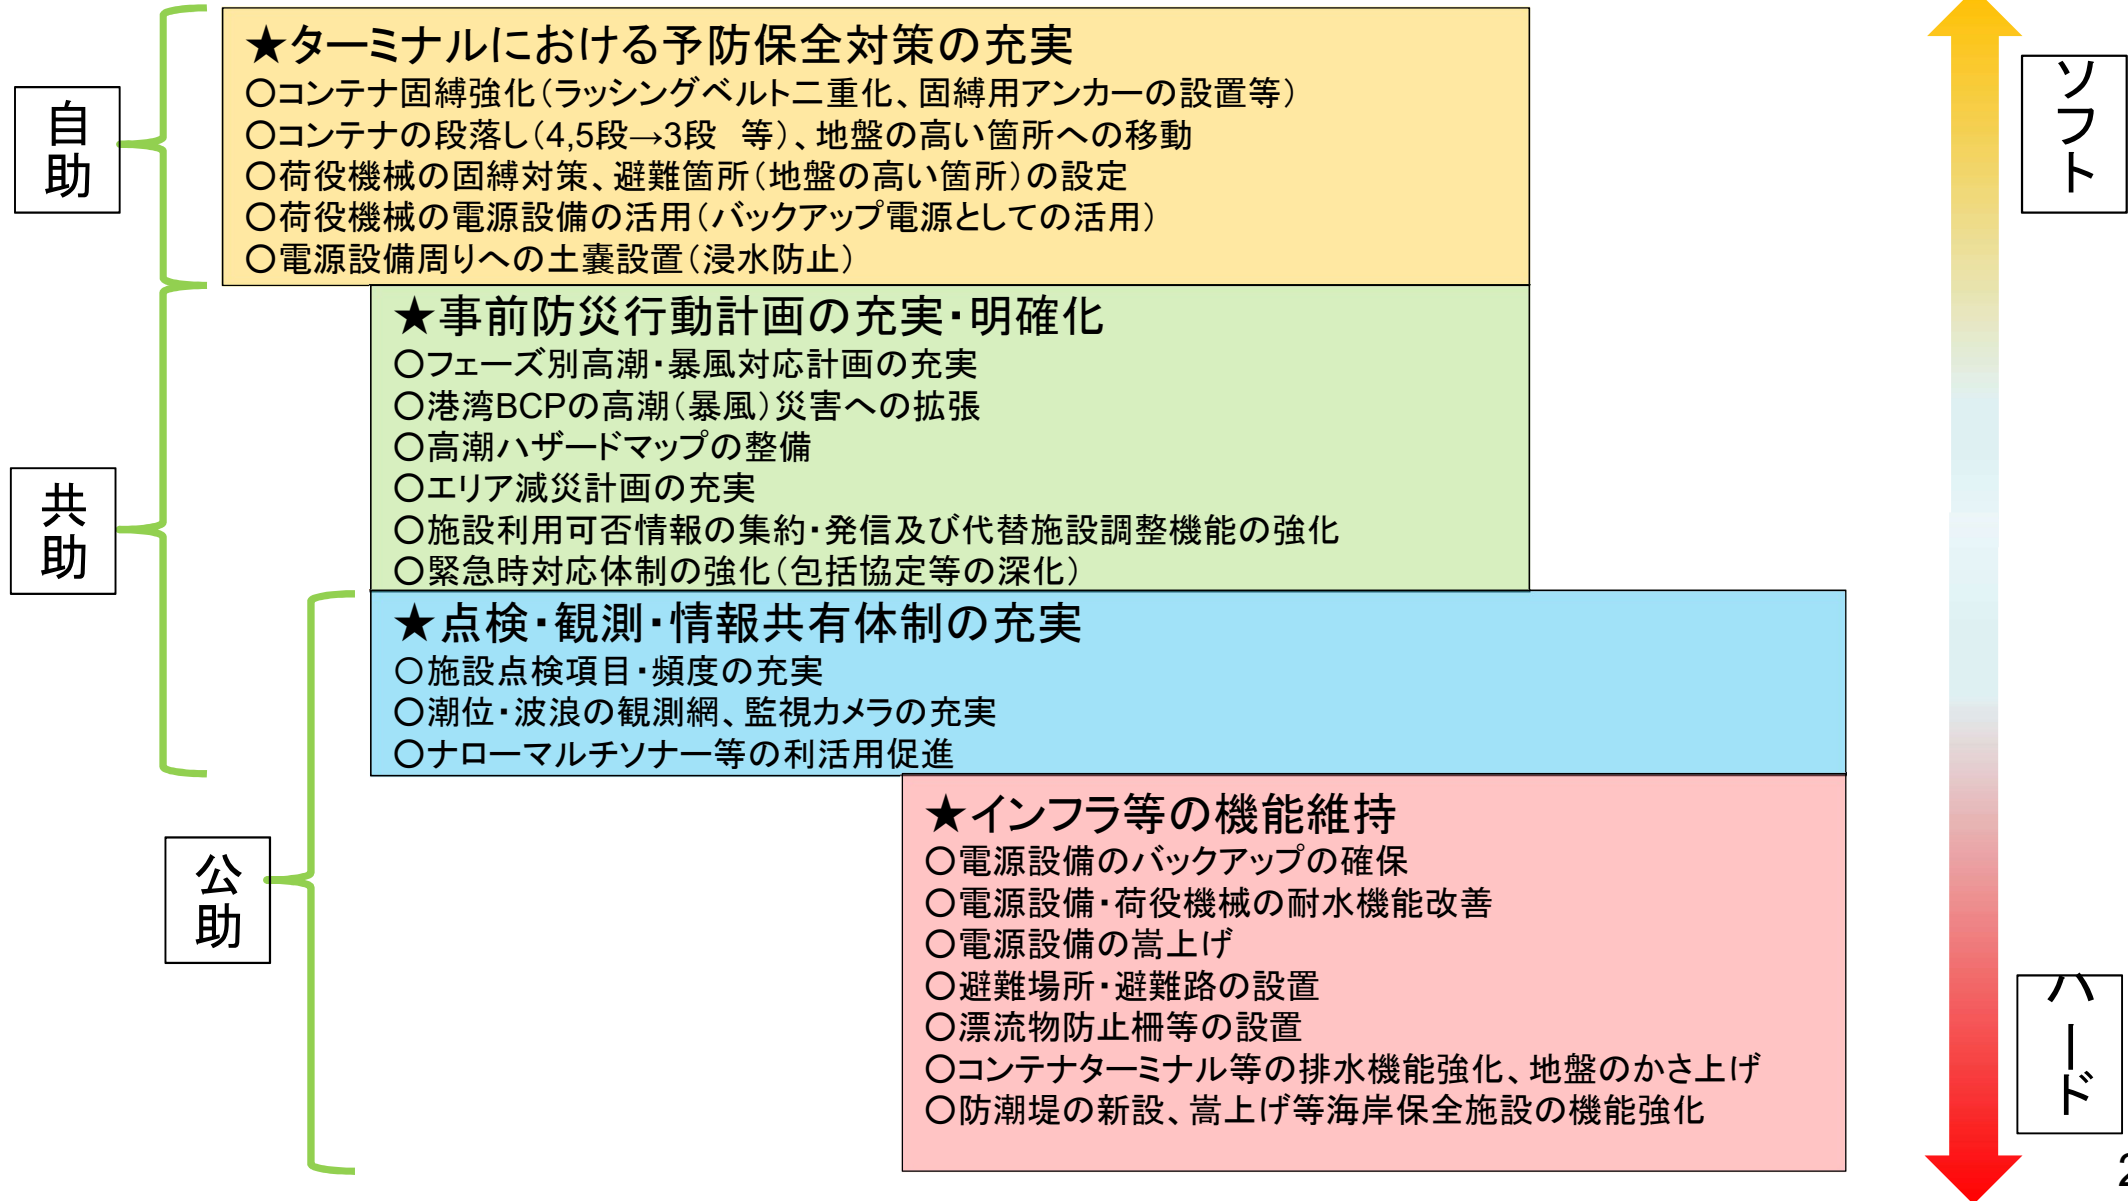 自助
★ターミナルにおける予防保全対策の充実
○コンテナ固縛強化（ラッシングベルト二重化、固縛用アンカーの設置等）
○コンテナの段落し（4,5段→3段　等）、地盤の高い箇所への移動
○荷役機械の固縛対策、避難箇所（地盤の高い箇所）の設定
○荷役機械の電源設備の活用（バックアップ電源としての活用）
○電源設備周りへの土嚢設置（浸水防止）
ソフト
共助
★事前防災行動計画の充実・明確化
○フェーズ別高潮・暴風対応計画の充実
○港湾BCPの高潮（暴風）災害への拡張
○高潮ハザードマップの整備
○エリア減災計画の充実
○施設利用可否情報の集約・発信及び代替施設調整機能の強化
○緊急時対応体制の強化（包括協定等の深化）
★点検・観測・情報共有体制の充実
○施設点検項目・頻度の充実
○潮位・波浪の観測網、監視カメラの充実
○ナローマルチソナー等の利活用促進
公助
★インフラ等の機能維持
○電源設備のバックアップの確保
○電源設備・荷役機械の耐水機能改善
○電源設備の嵩上げ
○避難場所・避難路の設置
○漂流物防止柵等の設置
○コンテナターミナル等の排水機能強化、地盤のかさ上げ
○防潮堤の新設、嵩上げ等海岸保全施設の機能強化
ハード